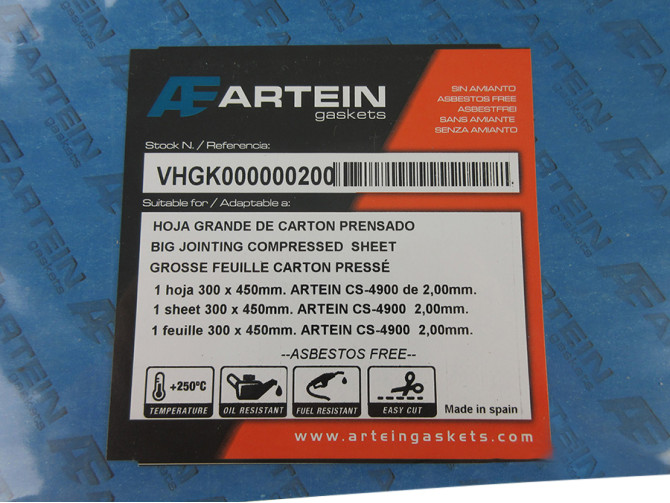 ÆARTEIN
gaskets
SIN AMIANTO
ASBESTOS FREE
ASBESTFREI
SANS AMIANTE
SENZA AMIANTO
Stock N. / Referencia:
VHGK000000200
Suitable for / Adaptable a:
HOJA GRANDE DE CARTON PRENSADO
BIG JOINTING COMPRESSED SHEET
GROSSE FEUILLE CARTON PRESSÉ
1 hoja 300 x 450mm. ARTEIN CS-4900 de 2,00mm.
1 sheet 300 x 450mm. ARTEIN CS-4900 2,00mm.
1 feuille 300 x 450mm. ARTEIN CS-4900 2,00mm.
--ASBESTOS FREE--
+250ºC
TEMPERATURE
OIL RESISTANT
FUEL RESISTANT
EASY CUT
Made in spain
www.arteingaskets.com